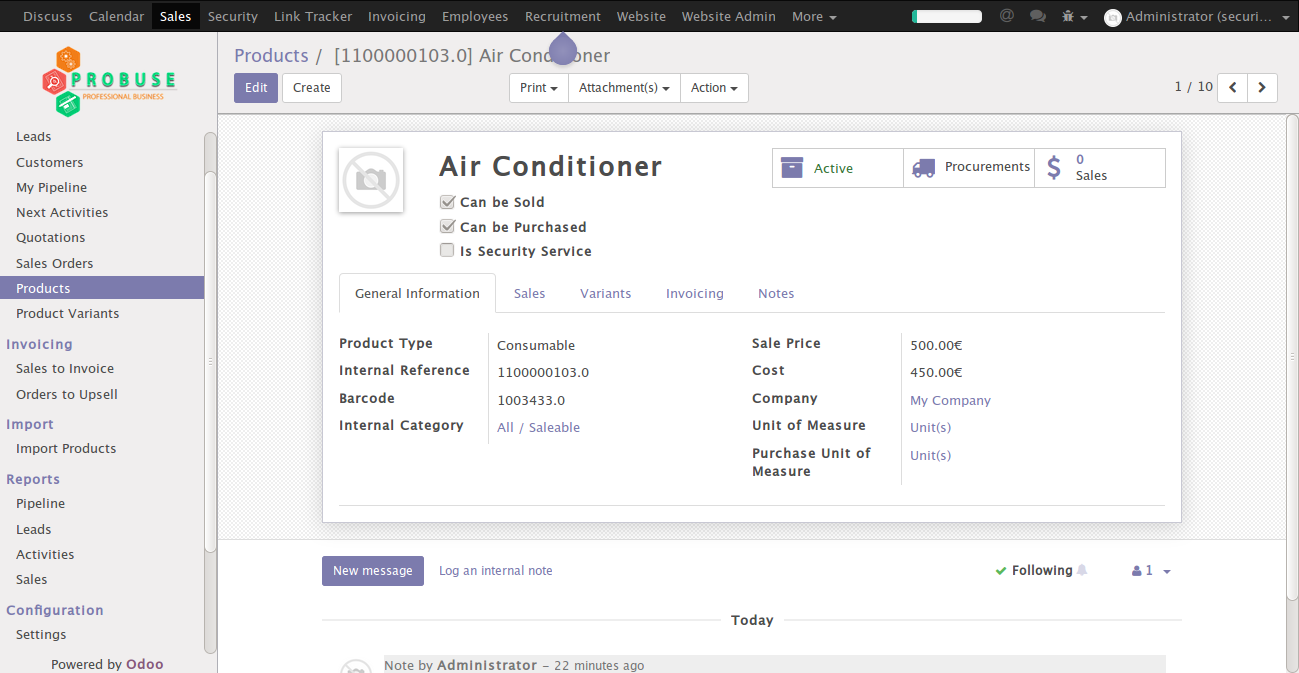 Discuss Calendar Sales Security Link Tracker Invoicing Employees Recruitment Website Website Admin More Administrator (securi...
PROBUSE
PROFESSIONAL BUSINESS
Leads
Customers
My Pipeline
Next Activities
Quotations
Sales Orders
Products
Product Variants
Invoicing
Sales to Invoice
Orders to Upsell
Import
Import Products
Reports
Pipeline
Leads
Activities
Sales
Configuration
Settings
Powered by Odoo
Products / [1100000103.0] Air Conditioner
Edit Create Print Attachment(s) Action 1 / 10
Air Conditioner
Active
Procurements
0
Sales
Can be Sold
Can be Purchased
Is Security Service
General Information Sales Variants Invoicing Notes
Product Type Consumable
Internal Reference 1100000103.0
Barcode 1003433.0
Internal Category All / Saleable
Sale Price 500.00€
Cost 450.00€
Company My Company
Unit of Measure Unit(s)
Purchase Unit of Unit(s)
Measure
New message Log an internal note Following 1
Today
Note by Administrator – 22 minutes ago